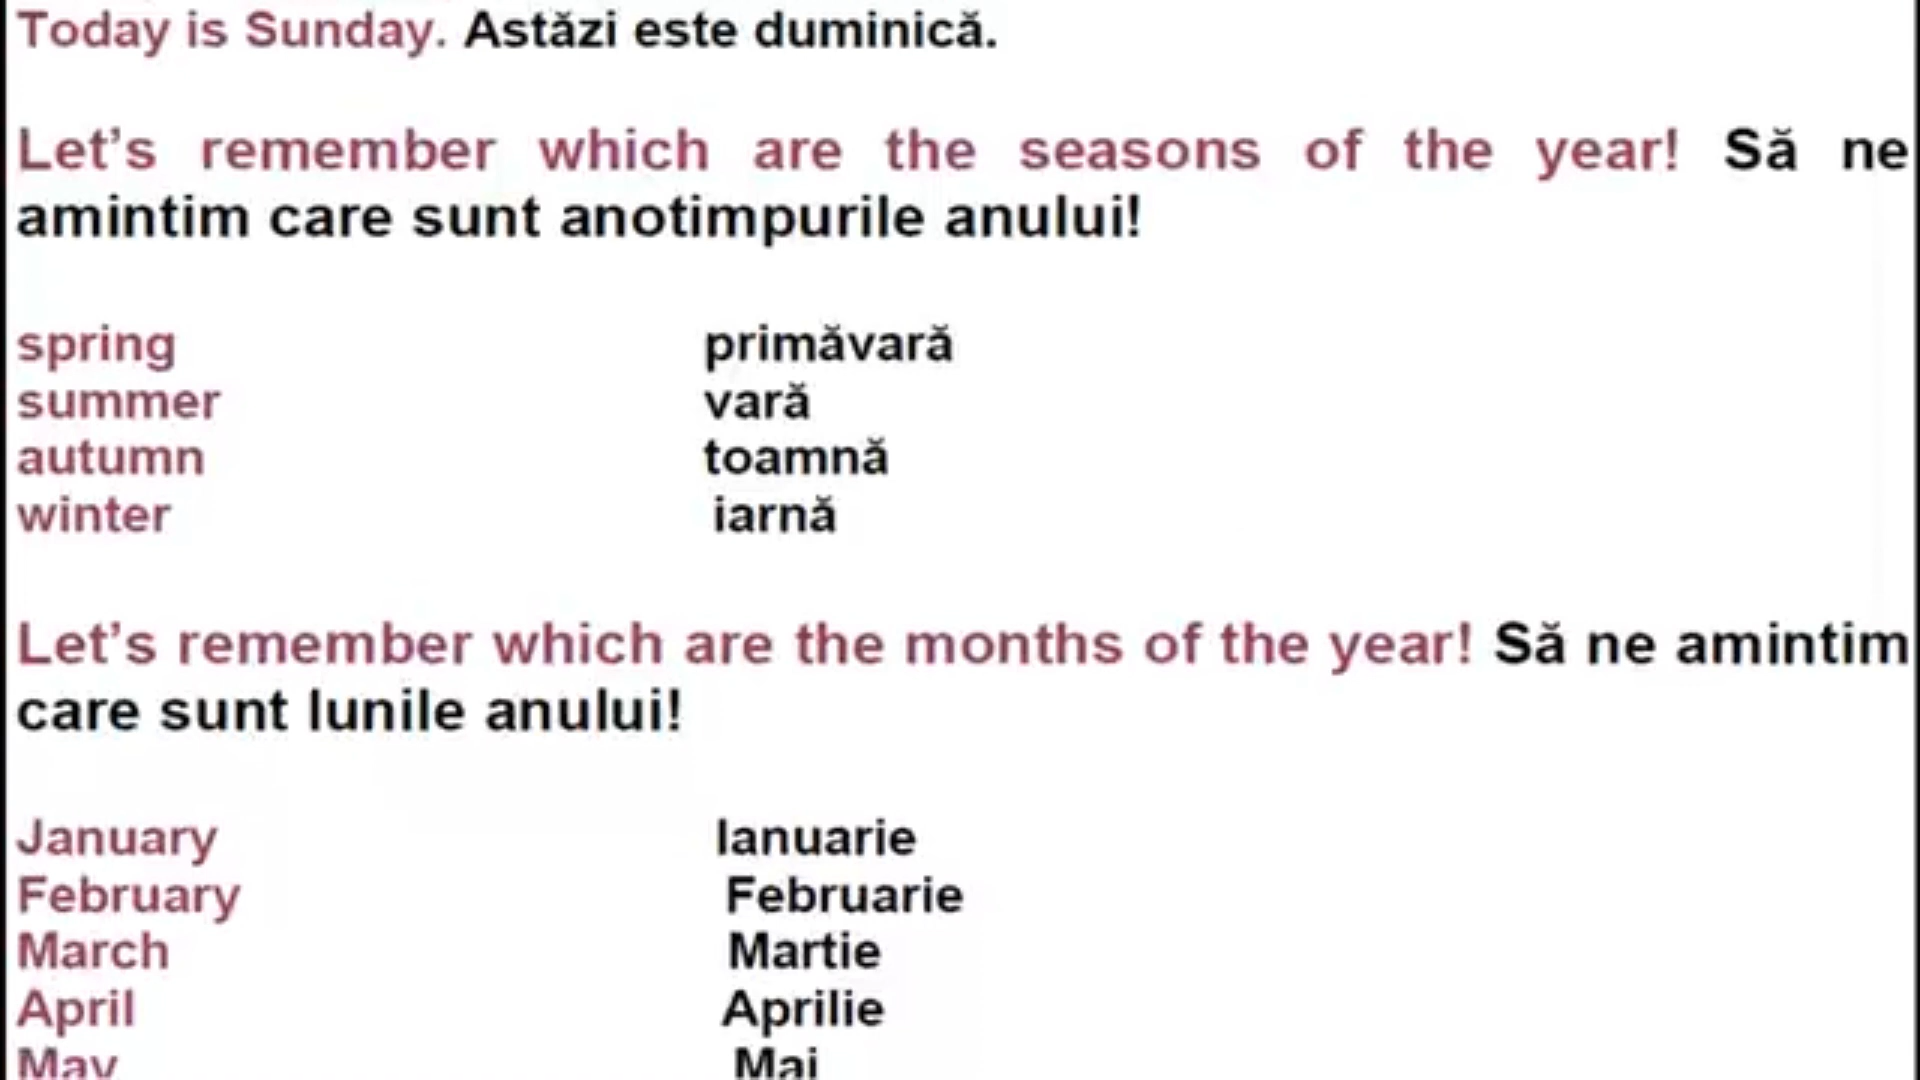 Today is Sunday. Astăzi este duminică.
Let's remember which are the seasons of the year! Să ne
amintim care sunt anotimpurile anului!
spring primăvară
summer vară
autumn toamnă
winter iarnă
Let's remember which are the months of the year! Să ne amintim
care sunt lunile anului!
January Ianuarie
February Februarie
March Martie
April Aprilie
May Mai